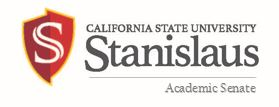 S
CALIFORNIA STATE UNIVERSITY
Stanislaus
Academic Senate